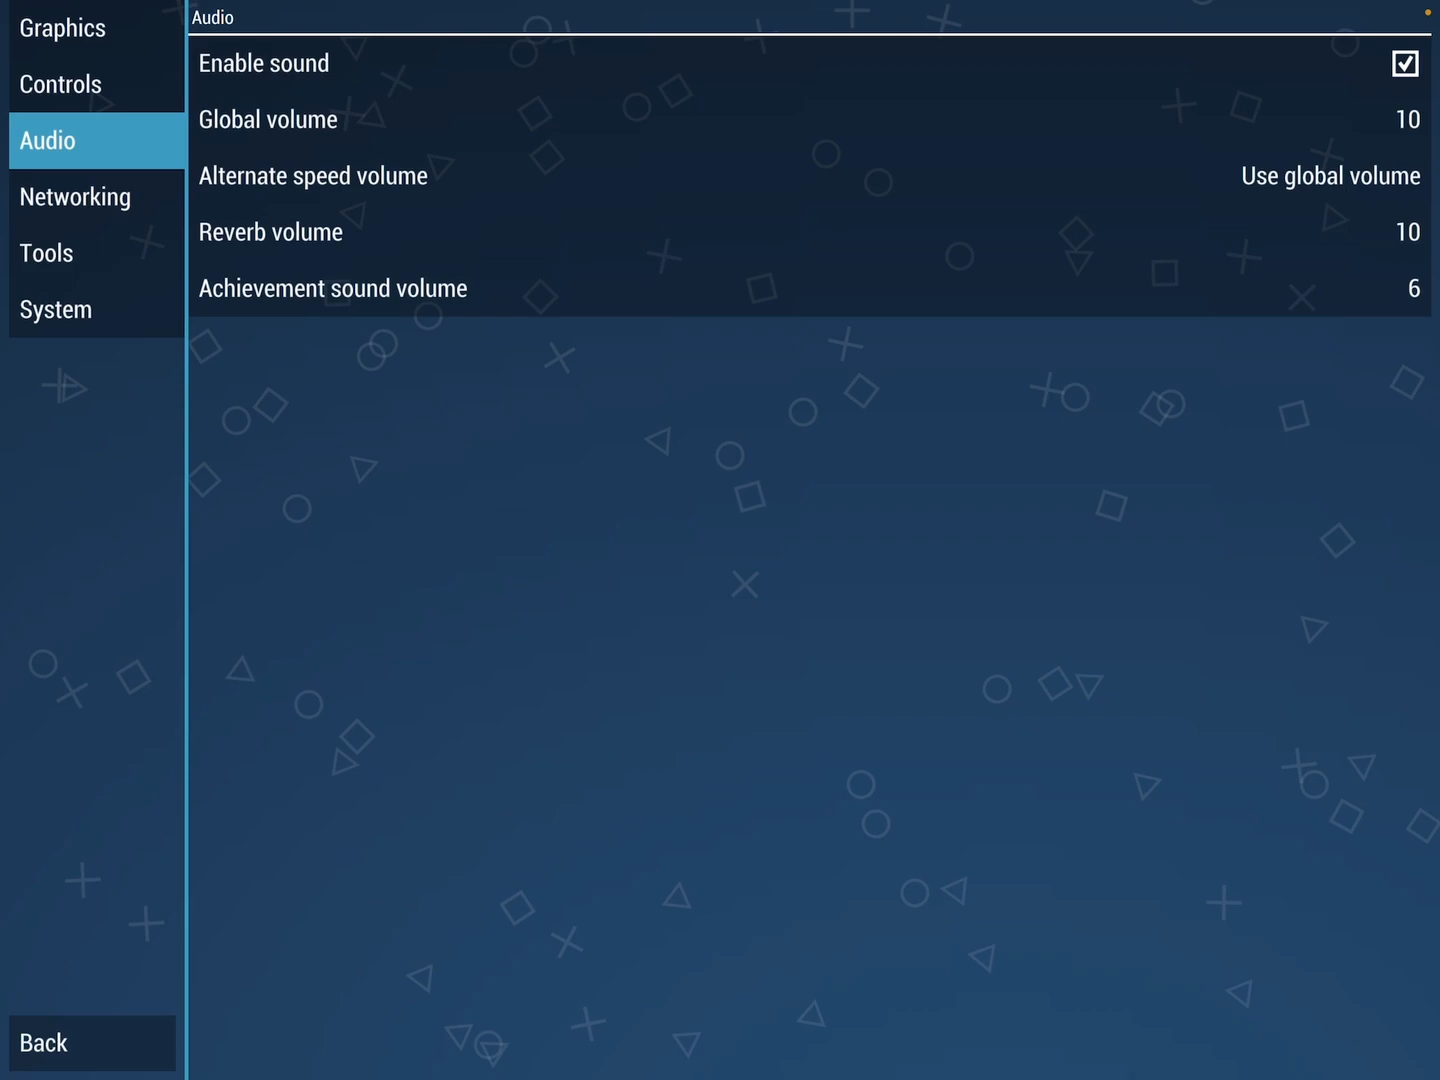 Graphics
Controls
Audio
Networking
Tools
System
Back
Audio
Enable sound
Global volume 10
Alternate speed volume Use global volume
Reverb volume 10
Achievement sound volume 6